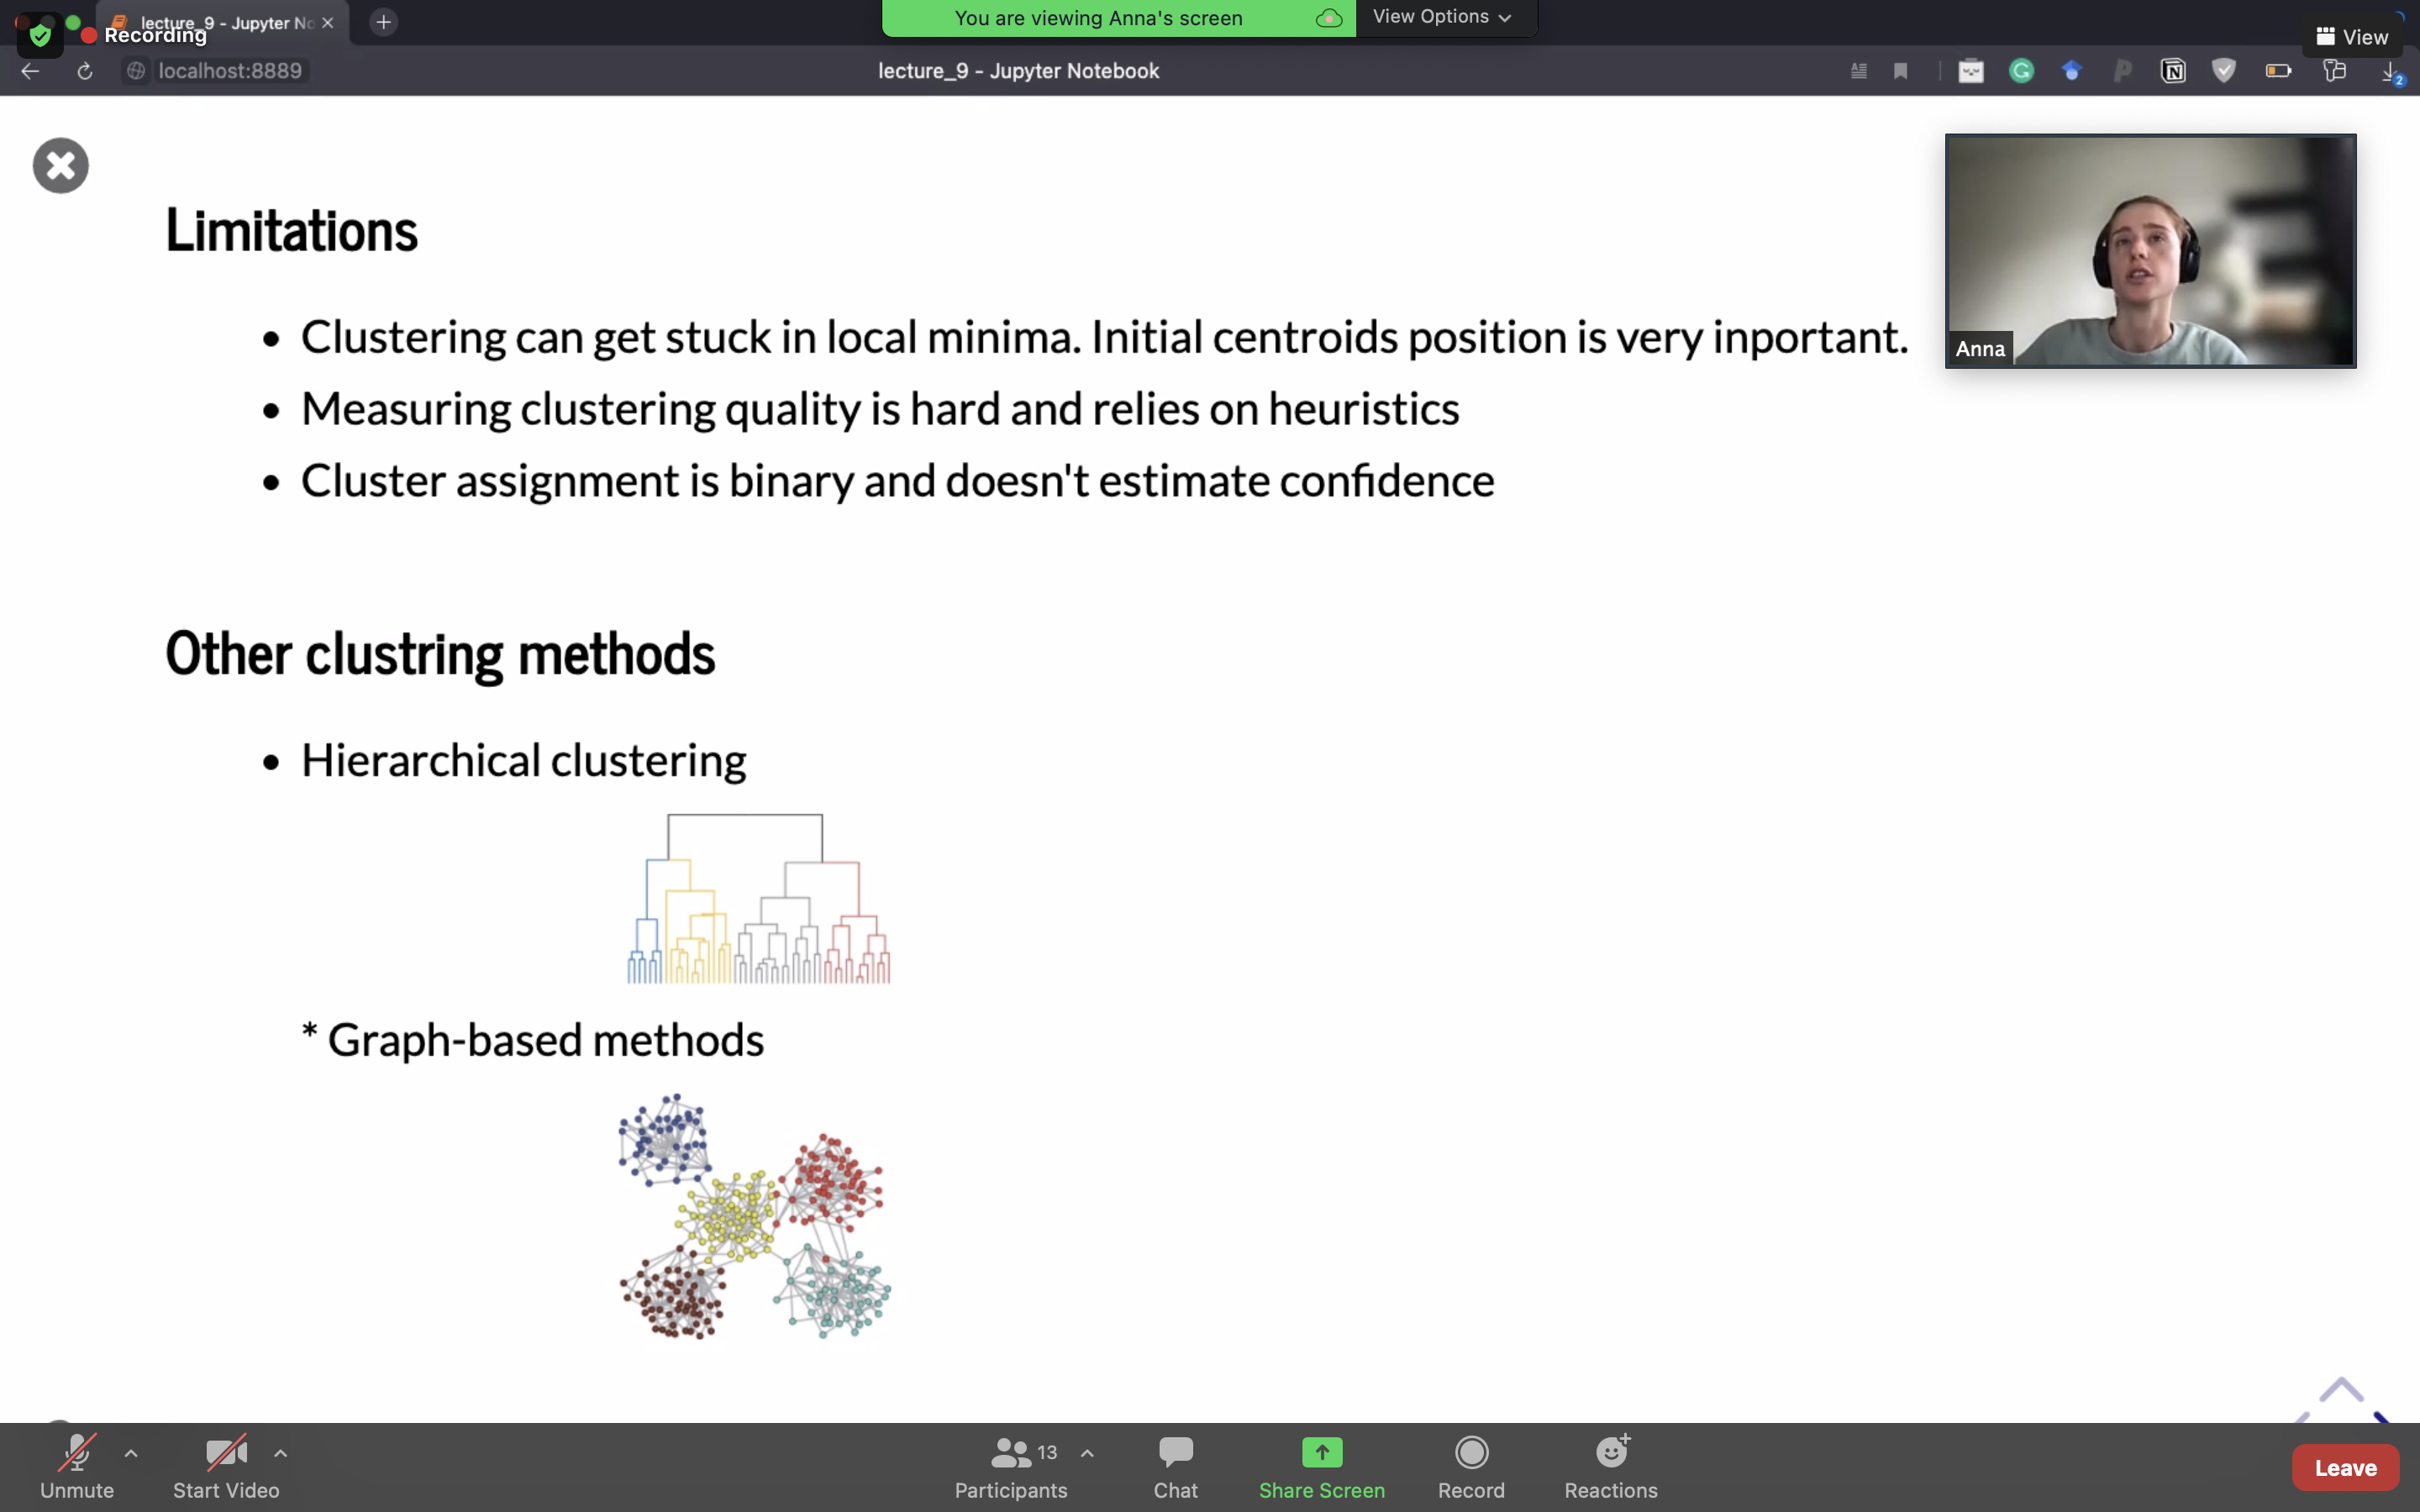 lecture_9 - Jupyter No
Recording
You are viewing Anna's screen
View Options
View
localhost:8889
lecture_9 - Jupyter Notebook
2
Limitations
Anna
• Clustering can get stuck in local minima. Initial centroids position is very inportant.
• Measuring clustering quality is hard and relies on heuristics
• Cluster assignment is binary and doesn't estimate confidence
Other clustring methods
• Hierarchical clustering
* Graph-based methods
13
Unmute
Start Video
Participants
Chat
Share Screen
Record
Reactions
Leave